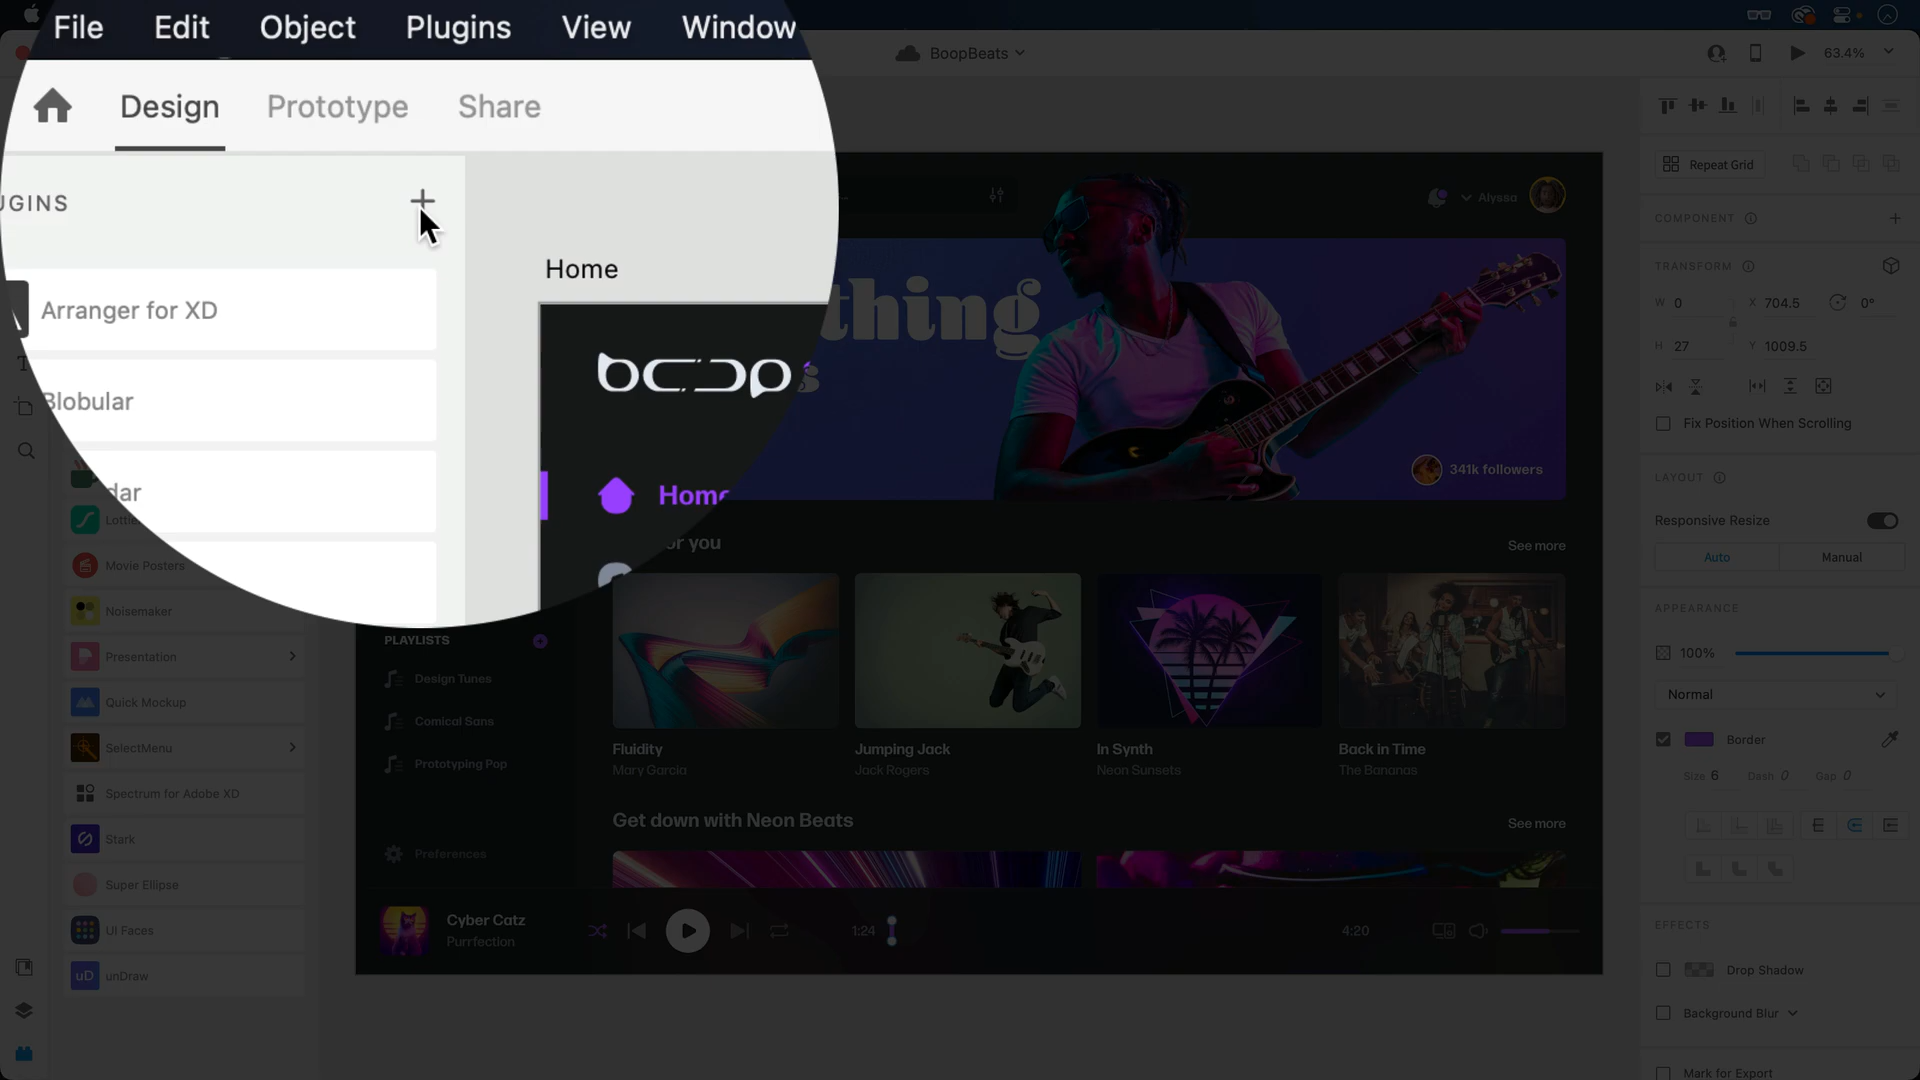 File Edit Object Plugins View Window
BoopBeats
63.4%
Design Prototype Share
Repeat Grid
Alyssa
COMPONENT
Home
TRANSFORM
W 0 X 704.5 0°
H 27 Y 1009.5
Arranger for XD
thing
boop
Blobular
Fix Position When Scrolling
341k followers
LAYOUT
Home
Responsive Resize
See more
Auto Manual
Movie Posters
Noisemaker
APPEARANCE
PLAYLISTS
Presentation
100%
Design Tunes
Normal
Quick Mockup
Comical Sans
Border
SelectMenu
Fluidity Jumping Jack In Synth Back in Time
Prototyping Pop
Mary Garcia Jack Rogers Neon Sunsets The Bananas
Size 6 Dash 0 Gap 0
Spectrum for Adobe XD
Get down with Neon Beats
See more
Stark
Preferences
Super Ellipse
Cyber Catz
EFFECTS
UI Faces
1:24 4:20
Purrfection
uD unDraw
Drop Shadow
Background Blur
Mark for Export